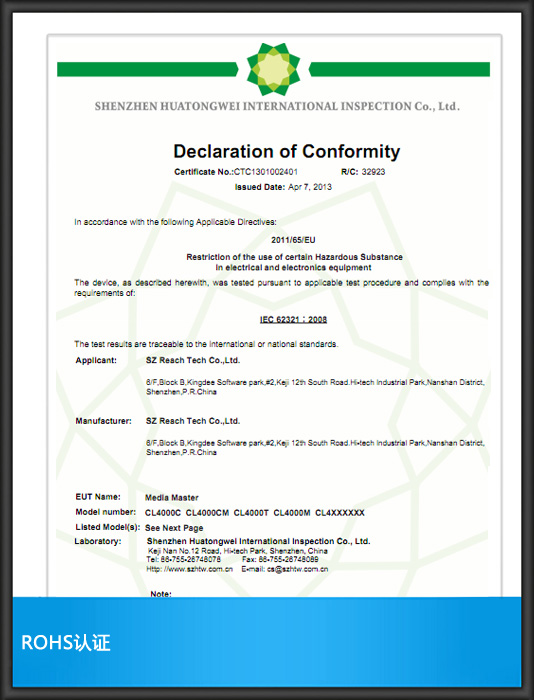 SHENZHEN HUATONGWEI INTERNATIONAL INSPECTION Co., Ltd.
Declaration of Conformity
Certificate No.:CTC1301002401 R/C: 32923
Issued Date: Apr 7, 2013
In accordance with the following Applicable Directives:
2011/65/EU
Restriction of the use of certain Hazardous Substance
in electrical and electronics equipment
The device, as described herewith, was tested pursuant to applicable test procedure and complies with the
requirements of:
IEC 62321:2008
The test results are traceable to the international or national standards.
Applicant: SZ Reach Tech Co.,Ltd.
6/F,Block B,Kingdee Software park,#2,Keji 12th South Road.Hi-tech Industrial Park,Nanshan District,
Shenzhen,P.R.China
Manufacturer: SZ Reach Tech Co.,Ltd.
6/F,Block B,Kingdee Software park,#2,Keji 12th South Road.Hi-tech Industrial Park,Nanshan District,
Shenzhen,P.R.China
EUT Name: Media Master
Model number: CL4000C CL4000CM CL4000T CL4000M CL4XXXXXX
Listed Model(s): See Next Page
Laboratory: Shenzhen Huatongwei International Inspection Co., Ltd.
Keji Nan No.12 Road, Hi-tech Park, Shenzhen, China
Tel: 86-755-26748078 Fax: 86-755-26748089
Http: //www.szhtw.com.cn E-mail: cs@szhtw.com.cn
Note:
ROHS认证